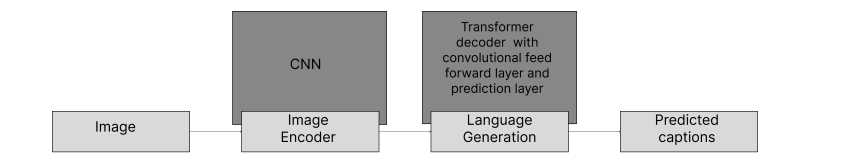 CNN
Transformer
decoder with
convolutional feed
forward layer and
prediction layer
Image
Image
Encoder
Language
Generation
Predicted
captions